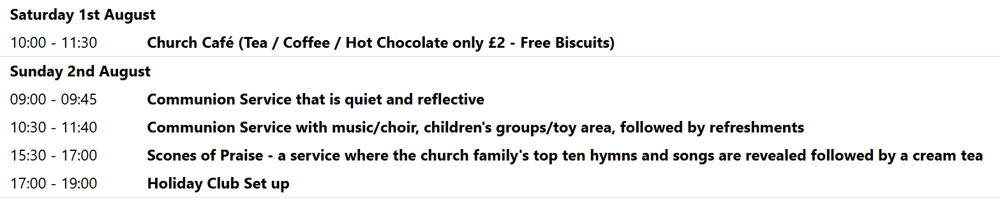 Saturday 1st August
10:00 - 11:30 Church Café (Tea / Coffee / Hot Chocolate only £2 - Free Biscuits)
Sunday 2nd August
09:00 - 09:45 Communion Service that is quiet and reflective
10:30 - 11:40 Communion Service with music/choir, children's groups/toy area, followed by refreshments
15:30 - 17:00 Scones of Praise - a service where the church family's top ten hymns and songs are revealed followed by a cream tea
17:00 - 19:00 Holiday Club Set up